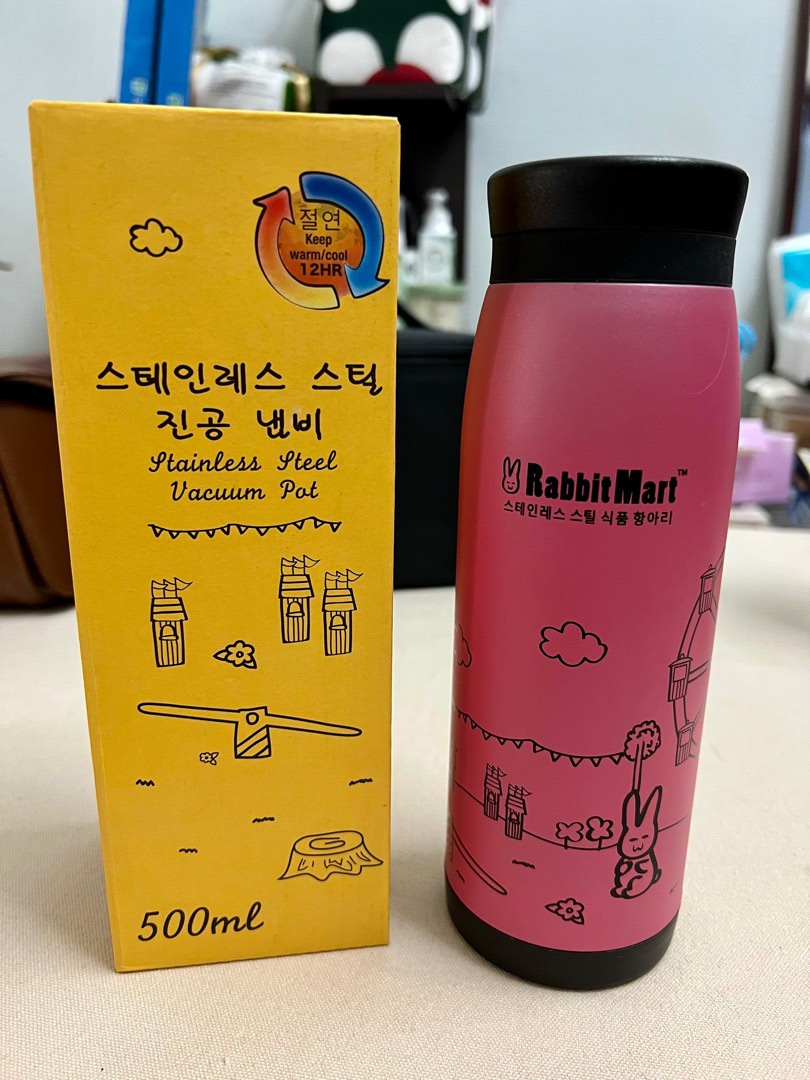 절연
Keep
warm/cool
12HR
스테인레스 스틸
진공 낸비
Stainless Steel
Vacuum Pot
500ml
RabbitMart™
스테인레스 스틸 식품 항아리